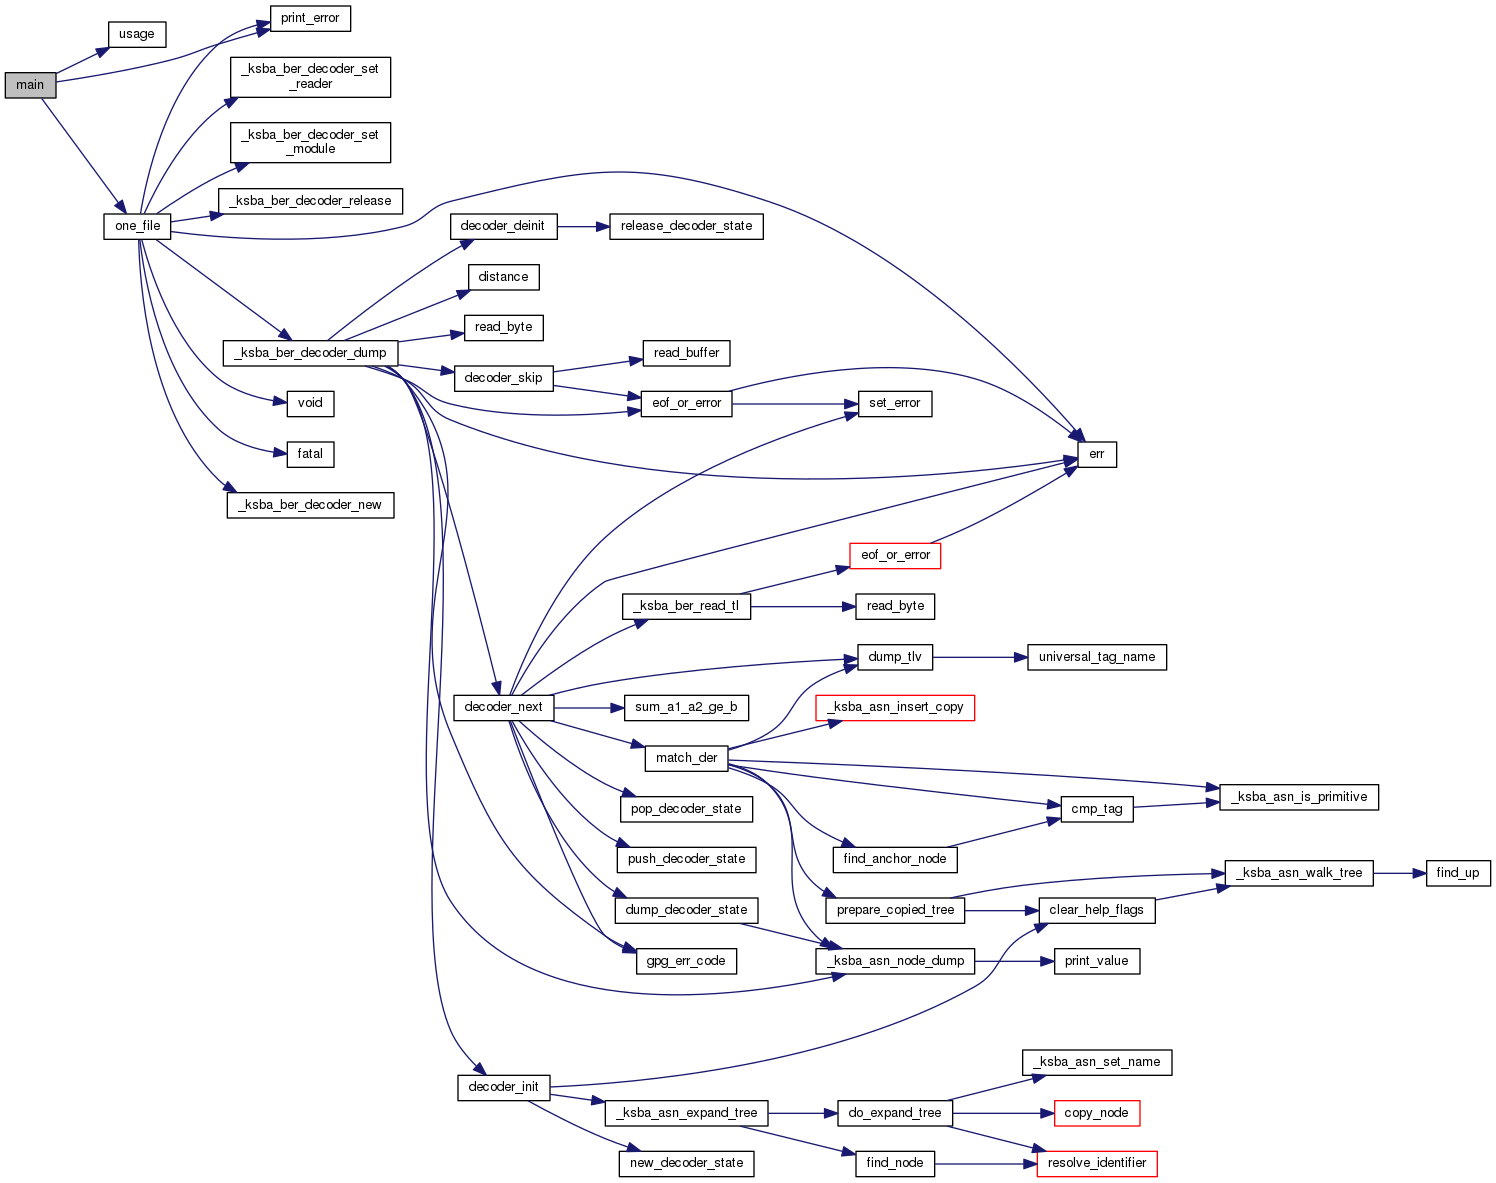 print_error
usage
main
_ksba_ber_decoder_set
_reader
_ksba_ber_decoder_set
_module
_ksba_ber_decoder_release
one_file
decoder_deinit
release_decoder_state
distance
read_byte
_ksba_ber_decoder_dump
read_buffer
decoder_skip
void
eof_or_error
set_error
fatal
err
_ksba_ber_decoder_new
eof_or_error
_ksba_ber_read_tl
read_byte
dump_tlv
universal_tag_name
decoder_next
sum_a1_a2_ge_b
_ksba_asn_insert_copy
match_der
_ksba_asn_is_primitive
pop_decoder_state
cmp_tag
push_decoder_state
find_anchor_node
_ksba_asn_walk_tree
find_up
dump_decoder_state
prepare_copied_tree
clear_help_flags
gpg_err_code
_ksba_asn_node_dump
print_value
_ksba_asn_set_name
decoder_init
_ksba_asn_expand_tree
do_expand_tree
copy_node
new_decoder_state
find_node
resolve_identifier